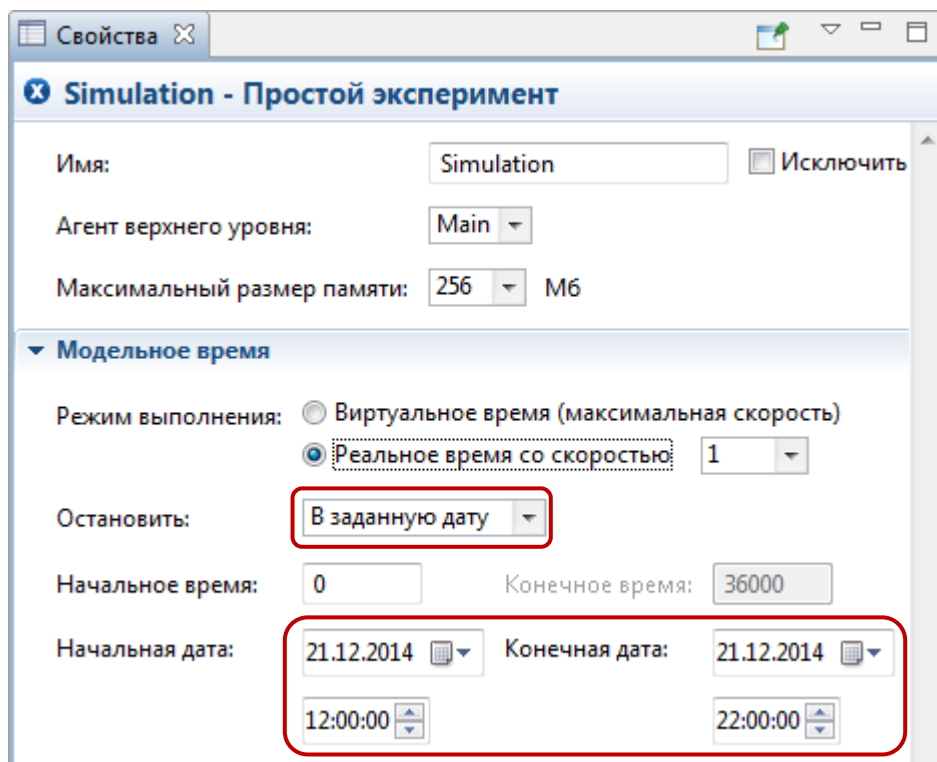 Свойства
Simulation - Простой эксперимент
Имя: Simulation Исключить
Агент верхнего уровня: Main
Максимальный размер памяти: 256 Мб
Модельное время
Режим выполнения: Виртуальное время (максимальная скорость)
Реальное время со скоростью 1
Остановить: В заданную дату
Начальное время: 0 Конечное время: 36000
Начальная дата: 21.12.2014 Конечная дата: 21.12.2014
12:00:00 22:00:00